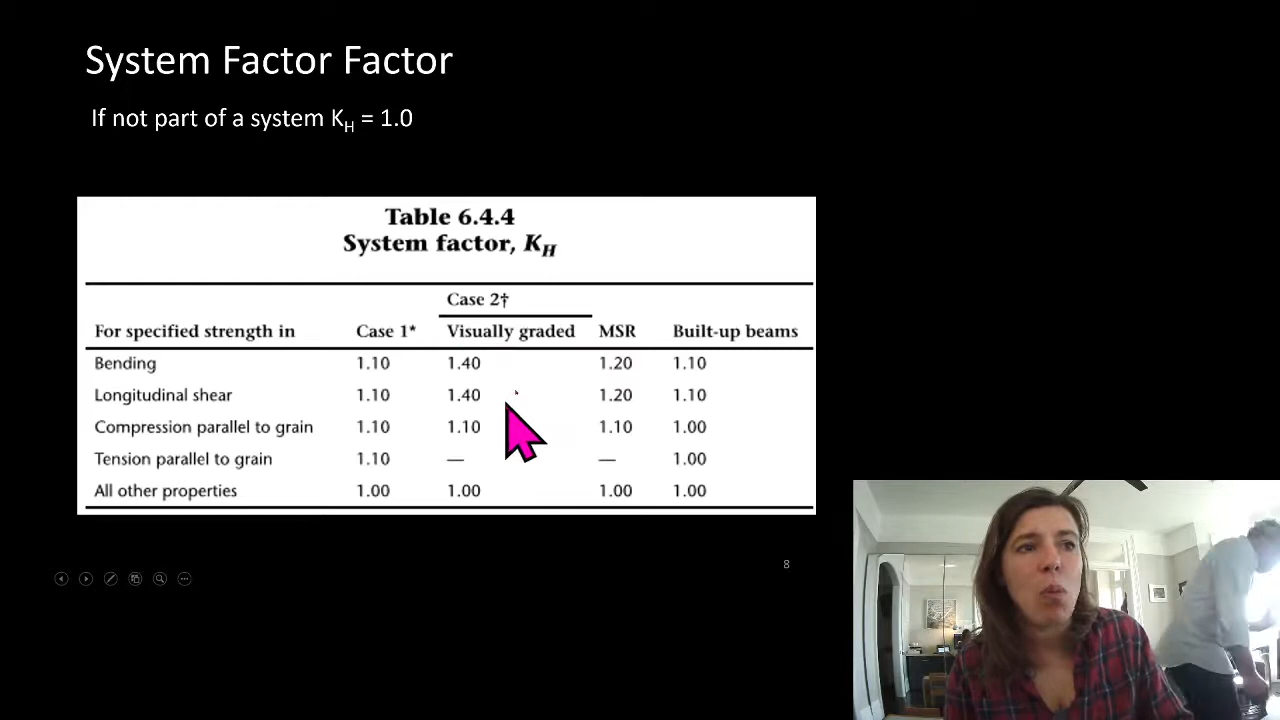 System Factor Factor
If not part of a system KH = 1.0
Table 6.4.4
System factor, KH
Case 2†
For specified strength in Case 1* Visually graded MSR Built-up beams
Bending 1.10 1.40 1.20 1.10
Longitudinal shear 1.10 1.40 1.20 1.10
Compression parallel to grain 1.10 1.10 1.10 1.00
Tension parallel to grain 1.10 — — 1.00
All other properties 1.00 1.00 1.00 1.00
8